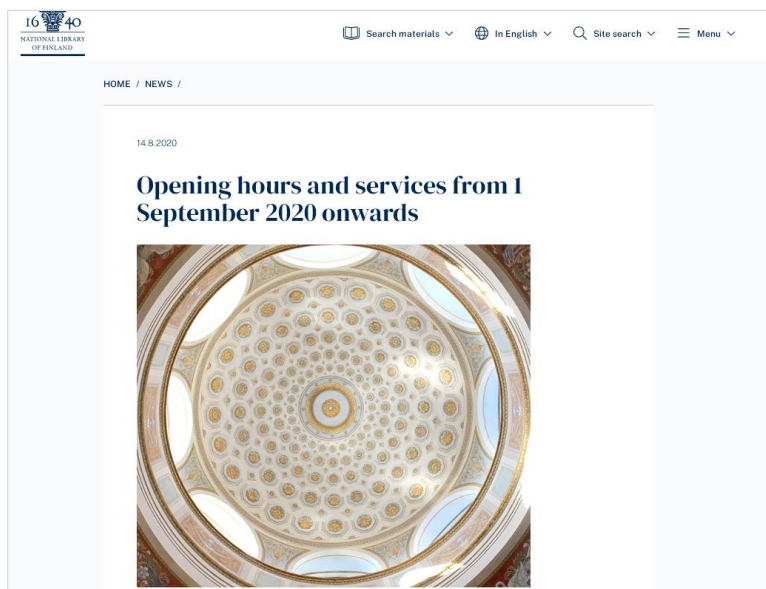 16 40
NATIONAL LIBRARY
OF FINLAND
Search materials
In English
Site search
Menu
HOME / NEWS /
14.8.2020
Opening hours and services from 1
September 2020 onwards